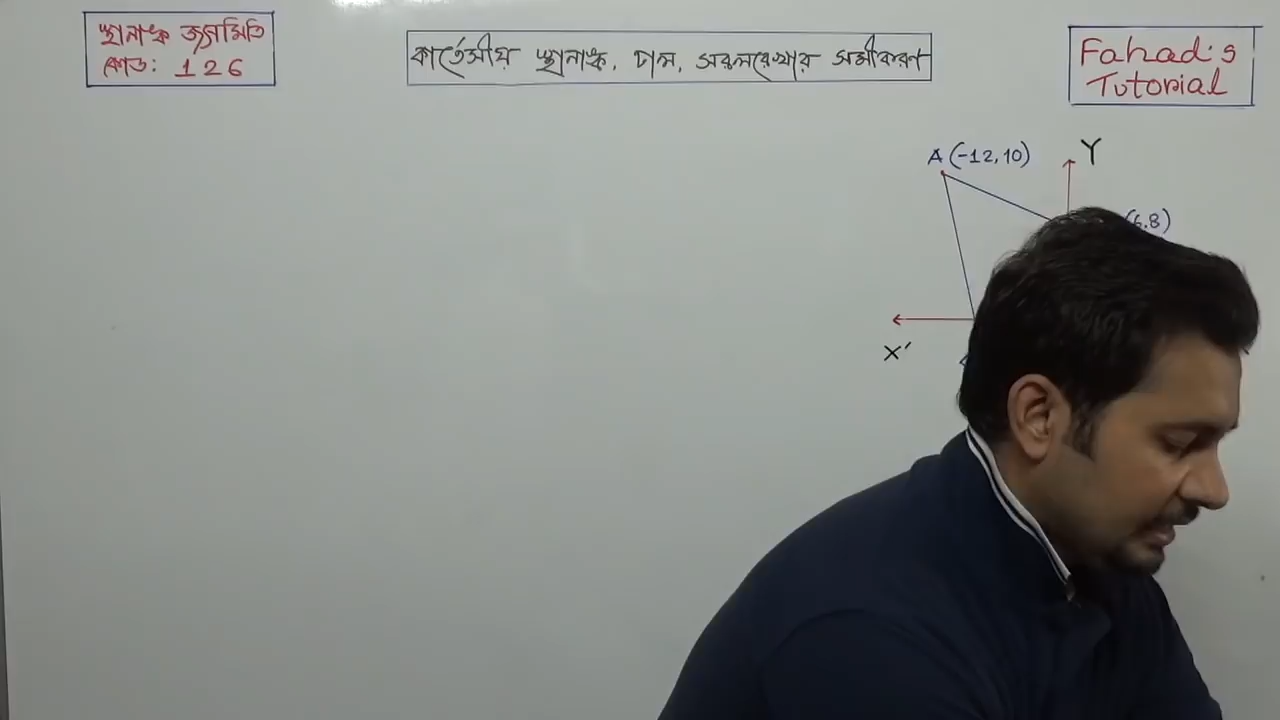 স্থানাঙ্ক জ্যামিতি
কোড: 126
কার্তেসীয় স্থানাঙ্ক, ঢাল, সরলরেখার সমীকরণ
Fahad's
Tutorial
Y
A (-12, 10)
(6,8)
X'